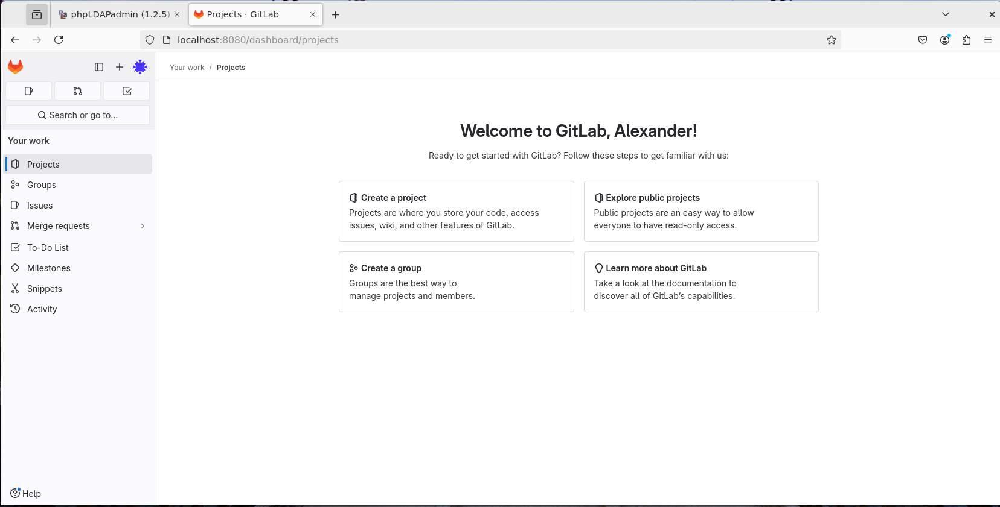 phpLDAPadmin (1.2.5)
Projects · GitLab
localhost:8080/dashboard/projects
Your work / Projects
Search or go to...
Your work
Projects
Groups
Issues
Merge requests
To-Do List
Milestones
Snippets
Activity
Help
Welcome to GitLab, Alexander!
Ready to get started with GitLab? Follow these steps to get familiar with us:
Create a project
Projects are where you store your code, access
issues, wiki, and other features of GitLab.
Explore public projects
Public projects are an easy way to allow
everyone to have read-only access.
Create a group
Groups are the best way to
manage projects and members.
Learn more about GitLab
Take a look at the documentation to
discover all of GitLab’s capabilities.